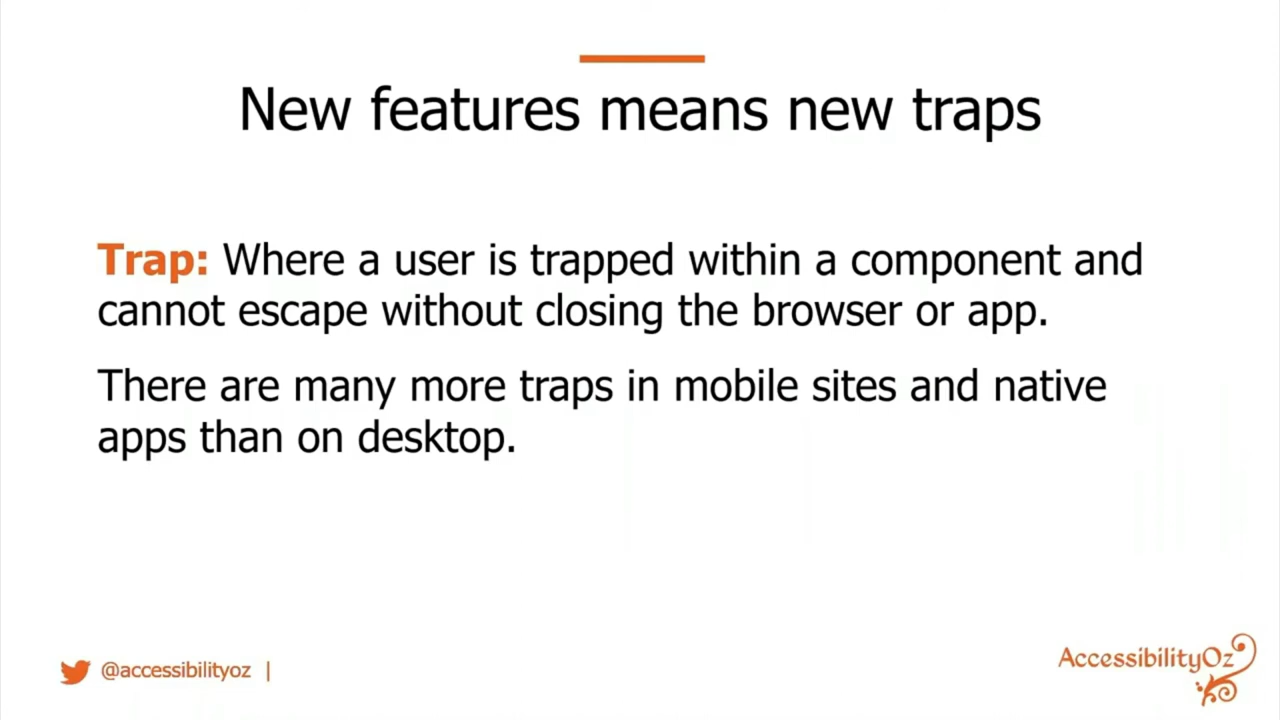 New features means new traps
Trap: Where a user is trapped within a component and
cannot escape without closing the browser or app.
There are many more traps in mobile sites and native
apps than on desktop.
@accessibilityoz |
AccessibilityOz